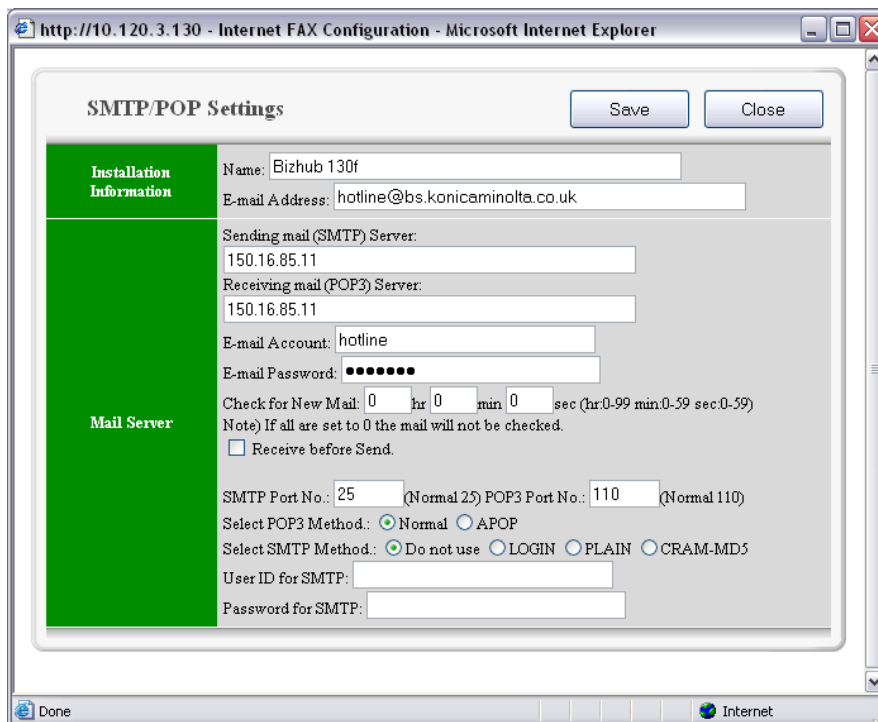 http://10.120.3.130 - Internet FAX Configuration - Microsoft Internet Explorer
SMTP/POP Settings
Save
Close
Installation Information
Name: Bizhub 130f
E-mail Address: hotline@bs.konicaminolta.co.uk
Mail Server
Sending mail (SMTP) Server:
150.16.85.11
Receiving mail (POP3) Server:
150.16.85.11
E-mail Account: hotline
E-mail Password: •••••••
Check for New Mail: 0 hr 0 min 0 sec (hr:0-99 min:0-59 sec:0-59)
Note) If all are set to 0 the mail will not be checked.
Receive before Send.
SMTP Port No.: 25 (Normal 25) POP3 Port No.: 110 (Normal 110)
Select POP3 Method.: Normal APOP
Select SMTP Method.: Do not use LOGIN PLAIN CRAM-MD5
User ID for SMTP:
Password for SMTP:
Done
Internet